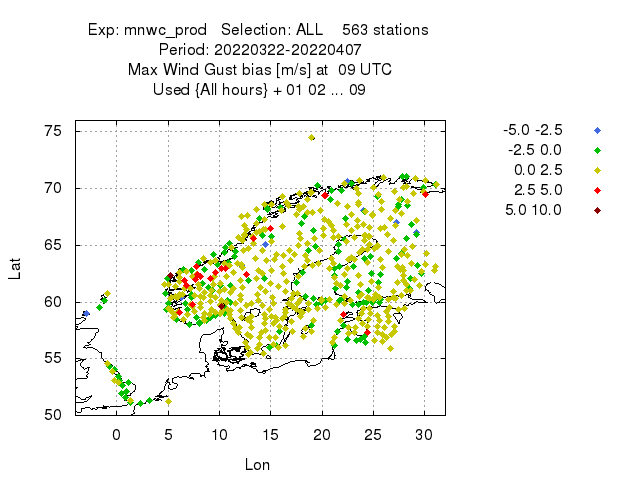 Exp: mnwc_prod   Selection: ALL    563 stations
Period: 20220322-20220407
Max Wind Gust bias [m/s] at  09 UTC
Used {All hours} + 01 02 ... 09
-5.0 -2.5
-2.5 0.0
0.0 2.5
2.5 5.0
5.0 10.0
75
70
65
60
55
50
Lat
0 5 10 15 20 25 30
Lon